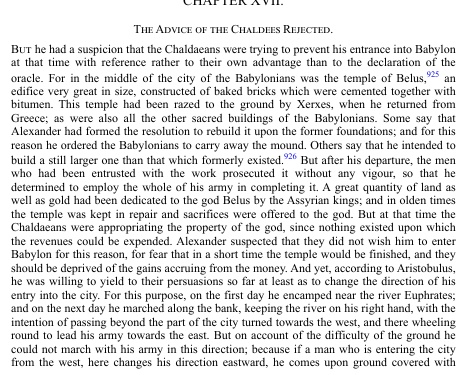 CHAPTER XVII.
The Advice of the Chaldees Rejected.
But he had a suspicion that the Chaldaeans were trying to prevent his entrance into Babylon
at that time with reference rather to their own advantage than to the declaration of the
oracle. For in the middle of the city of the Babylonians was the temple of Belus,925 an
edifice very great in size, constructed of baked bricks which were cemented together with
bitumen. This temple had been razed to the ground by Xerxes, when he returned from
Greece; as were also all the other sacred buildings of the Babylonians. Some say that
Alexander had formed the resolution to rebuild it upon the former foundations; and for this
reason he ordered the Babylonians to carry away the mound. Others say that he intended to
build a still larger one than that which formerly existed.926 But after his departure, the men
who had been entrusted with the work prosecuted it without any vigour, so that he
determined to employ the whole of his army in completing it. A great quantity of land as
well as gold had been dedicated to the god Belus by the Assyrian kings; and in olden times
the temple was kept in repair and sacrifices were offered to the god. But at that time the
Chaldaeans were appropriating the property of the god, since nothing existed upon which
the revenues could be expended. Alexander suspected that they did not wish him to enter
Babylon for this reason, for fear that in a short time the temple would be finished, and they
should be deprived of the gains accruing from the money. And yet, according to Aristobulus,
he was willing to yield to their persuasions so far at least as to change the direction of his
entry into the city. For this purpose, on the first day he encamped near the river Euphrates;
and on the next day he marched along the bank, keeping the river on his right hand, with the
intention of passing beyond the part of the city turned towards the west, and there wheeling
round to lead his army towards the east. But on account of the difficulty of the ground he
could not march with his army in this direction; because if a man who is entering the city
from the west, here changes his direction eastward, he comes upon ground covered with